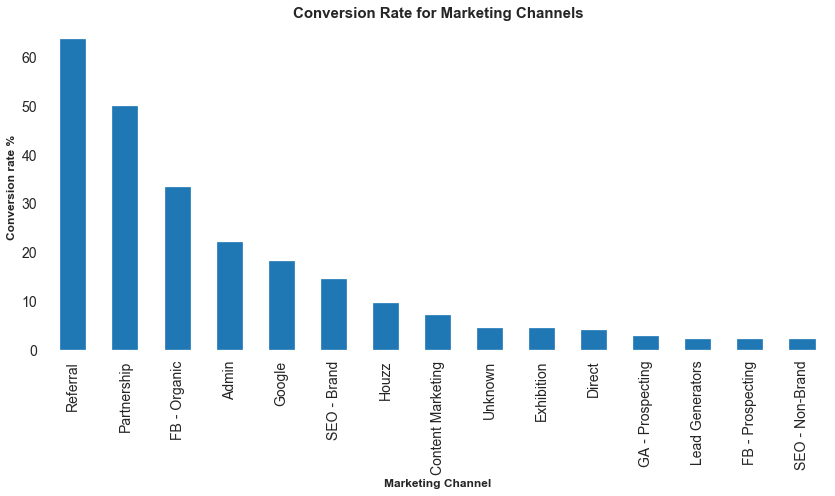 Conversion Rate for Marketing Channels
Conversion rate %
60
50
40
30
20
10
0
Referral
Partnership
FB - Organic
Admin
Google
SEO - Brand
Houzz
Content Marketing
Unknown
Exhibition
Direct
GA - Prospecting
Lead Generators
FB - Prospecting
SEO - Non-Brand
Marketing Channel